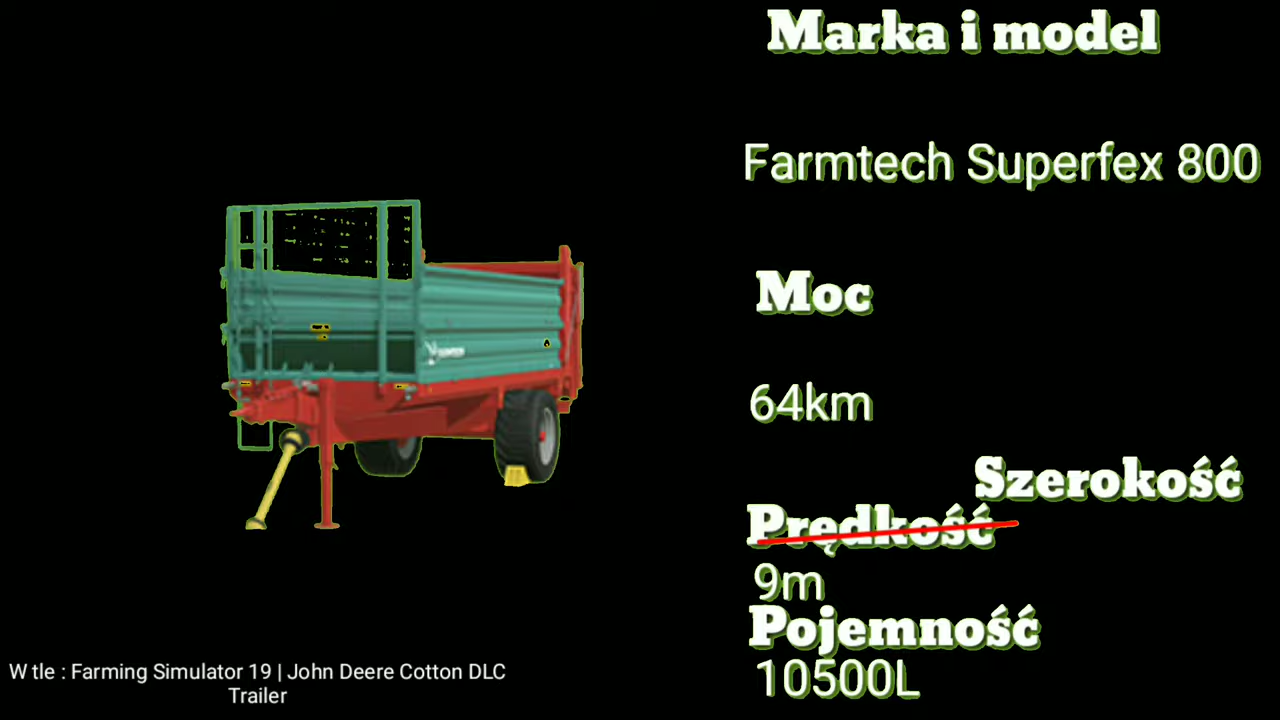 Marka i model
Farmtech Superfex 800
Moc
64km
Szerokość
Prędkość
9m
Pojemność
10500L
W tle : Farming Simulator 19 | John Deere Cotton DLC
Trailer